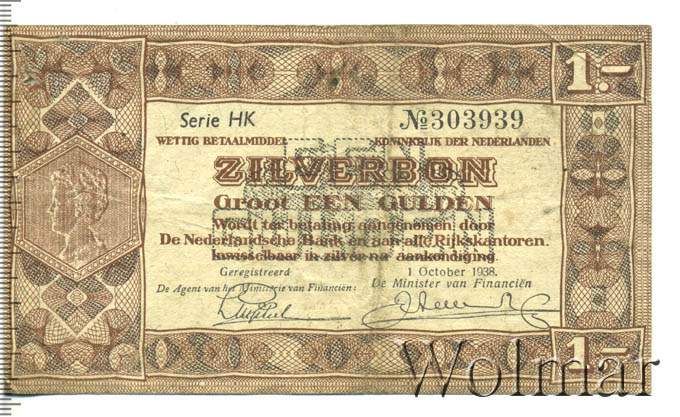 1:-
Serie HK
№303939
WETTIG BETAALMIDDEL
KONINKRIJK DER NEDERLANDEN
EEN
GULDEN
ZILVERBON
Groot EEN GULDEN
Wordt ter betaling aangenomen door
De Nederlandsche Bank en aan alle Rijkskantoren.
Inwisselbaar in zilver na aankondiging.
Geregistreerd
1 October 1938.
De Agent van het Ministerie van Financiën:
De Minister van Financiën
1:-
Wolmar